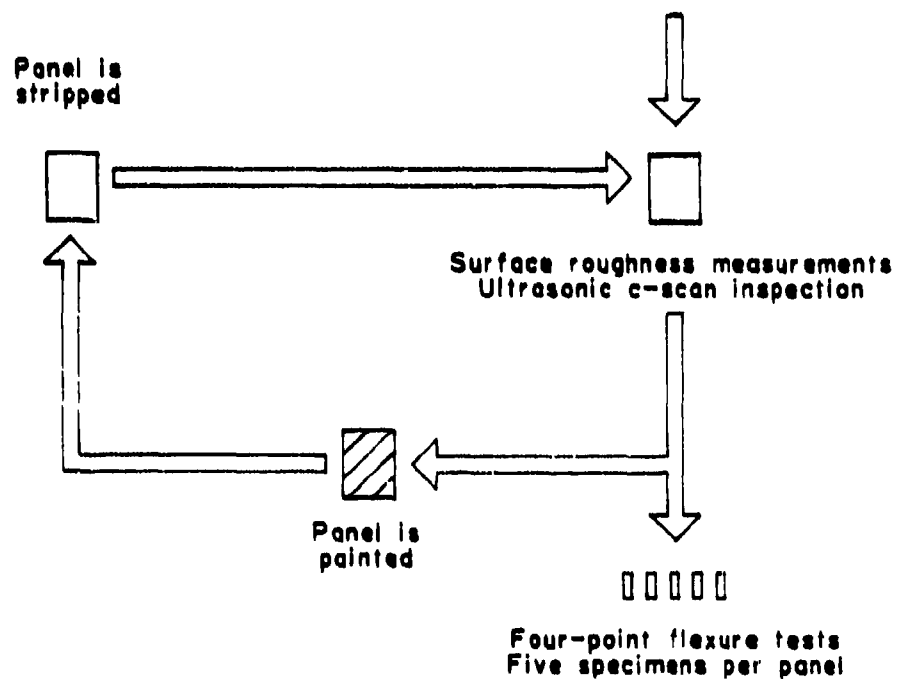 Panel is
stripped
Surface roughness measurements
Ultrasonic c-scan inspection
Panel is
painted
Four-point flexure tests
Five specimens per panel